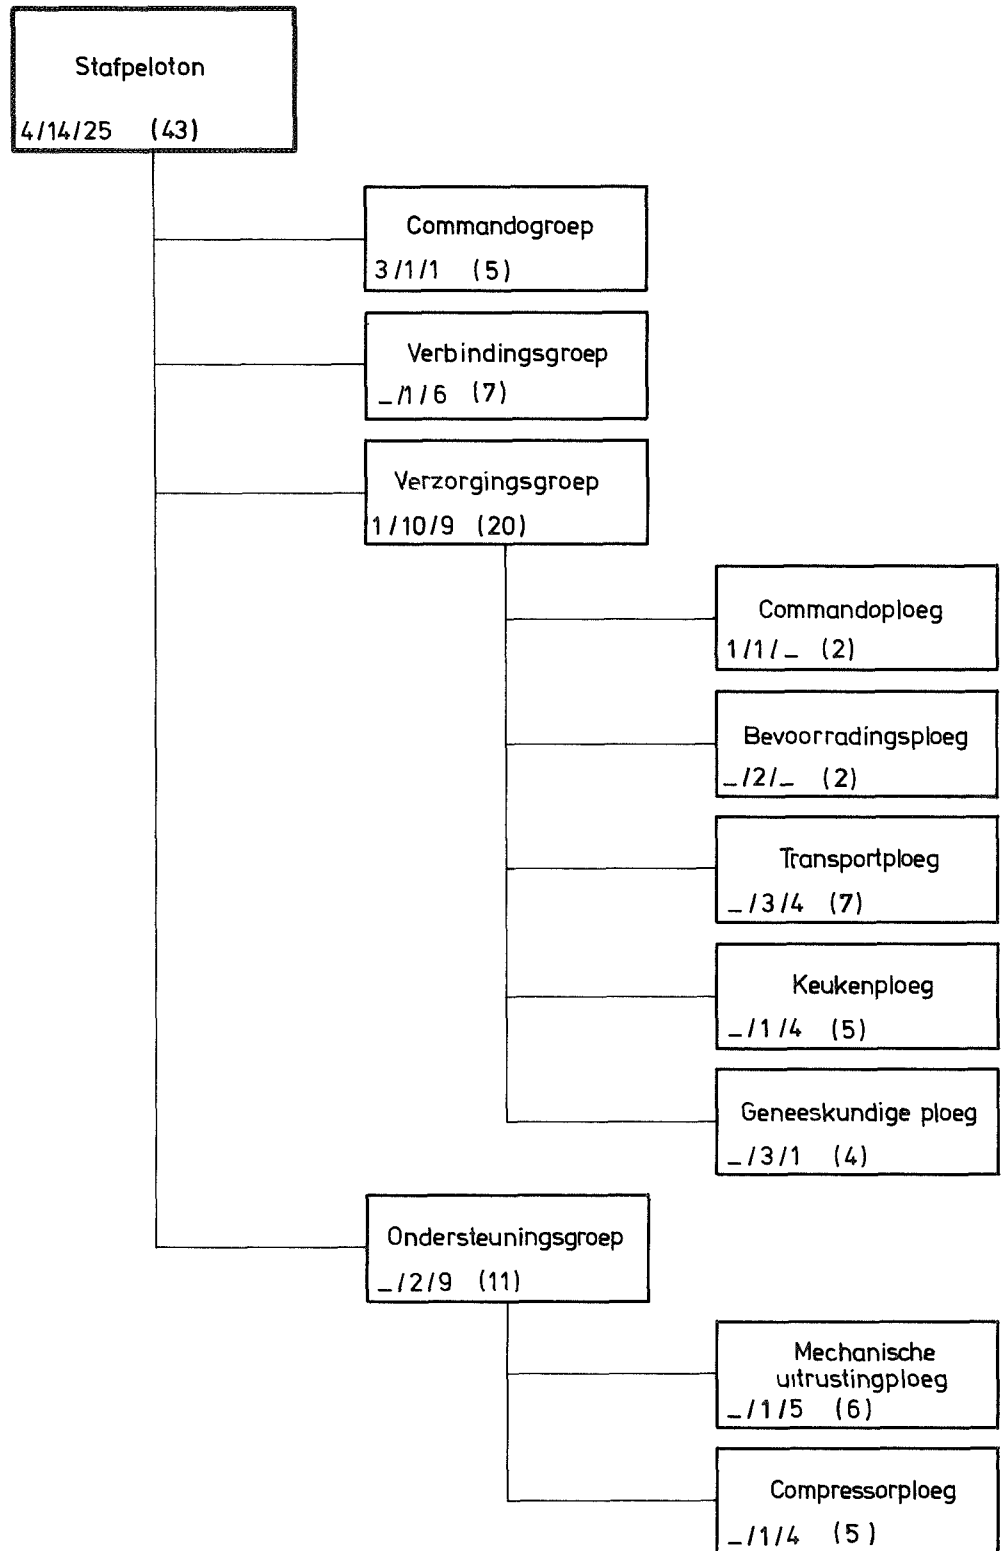 Stafpeloton
4/14/25 (43)
Commandogroep
3/1/1 (5)
Verbindingsgroep
_/1/6 (7)
Verzorgingsgroep
1/10/9 (20)
Commandoploeg
1/1/_ (2)
Bevoorradingsploeg
_/2/_ (2)
Transportploeg
_/3/4 (7)
Keukenploeg
_/1/4 (5)
Geneeskundige ploeg
_/3/1 (4)
Ondersteuningsgroep
_/2/9 (11)
Mechanische
uitrustingploeg
_/1/5 (6)
Compressorploeg
_/1/4 (5)